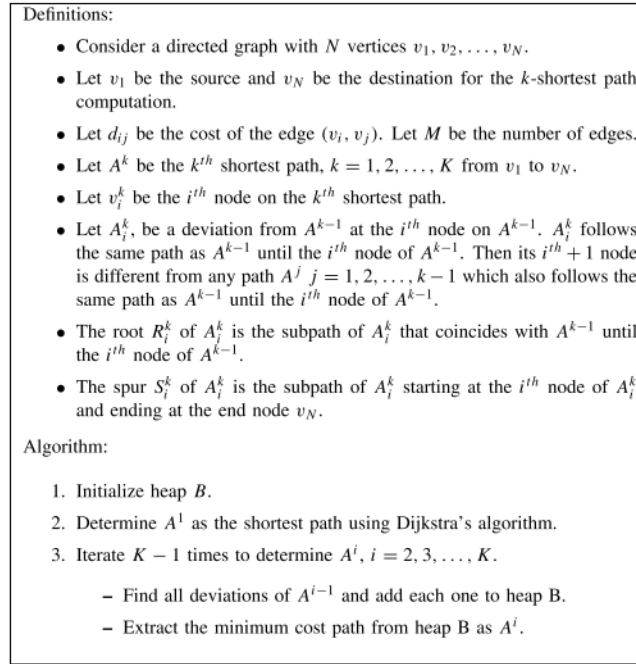 Definitions:
• Consider a directed graph with N vertices v₁, v₂, . . . , v_N.
• Let v₁ be the source and v_N be the destination for the k-shortest path
computation.
• Let d_{ij} be the cost of the edge (v_i, v_j). Let M be the number of edges.
• Let A^k be the k^{th} shortest path, k = 1, 2, . . . , K from v₁ to v_N.
• Let v_i^k be the i^{th} node on the k^{th} shortest path.
• Let A_i^k, be a deviation from A^{k−1} at the i^{th} node on A^{k−1}. A_i^k follows
the same path as A^{k−1} until the i^{th} node of A^{k−1}. Then its i^{th} + 1 node
is different from any path A^j j = 1, 2, . . . , k − 1 which also follows the
same path as A^{k−1} until the i^{th} node of A^{k−1}.
• The root R_i^k of A_i^k is the subpath of A_i^k that coincides with A^{k−1} until
the i^{th} node of A^{k−1}.
• The spur S_i^k of A_i^k is the subpath of A_i^k starting at the i^{th} node of A_i^k
and ending at the end node v_N.
Algorithm:
1. Initialize heap B.
2. Determine A^1 as the shortest path using Dijkstra's algorithm.
3. Iterate K − 1 times to determine A^i, i = 2, 3, . . . , K.
– Find all deviations of A^{i−1} and add each one to heap B.
– Extract the minimum cost path from heap B as A^i.